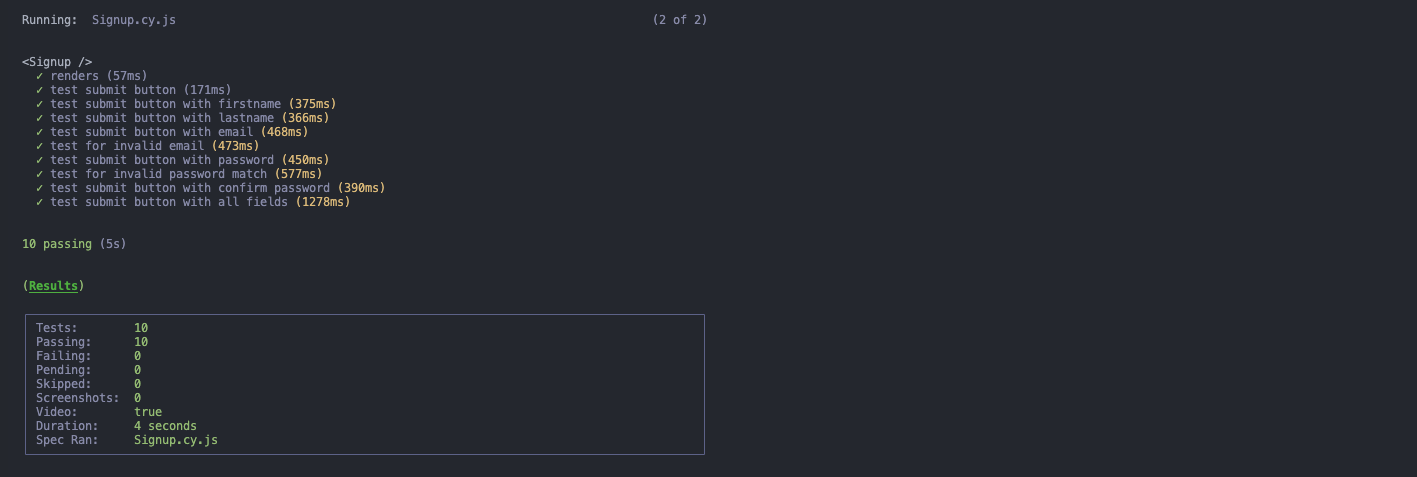 Running:  Signup.cy.js (2 of 2)
<Signup />
✓ renders (57ms)
✓ test submit button (171ms)
✓ test submit button with firstname (375ms)
✓ test submit button with lastname (366ms)
✓ test submit button with email (468ms)
✓ test for invalid email (473ms)
✓ test submit button with password (450ms)
✓ test for invalid password match (577ms)
✓ test submit button with confirm password (390ms)
✓ test submit button with all fields (1278ms)
10 passing (5s)
(Results)
Tests: 10
Passing: 10
Failing: 0
Pending: 0
Skipped: 0
Screenshots: 0
Video: true
Duration: 4 seconds
Spec Ran: Signup.cy.js